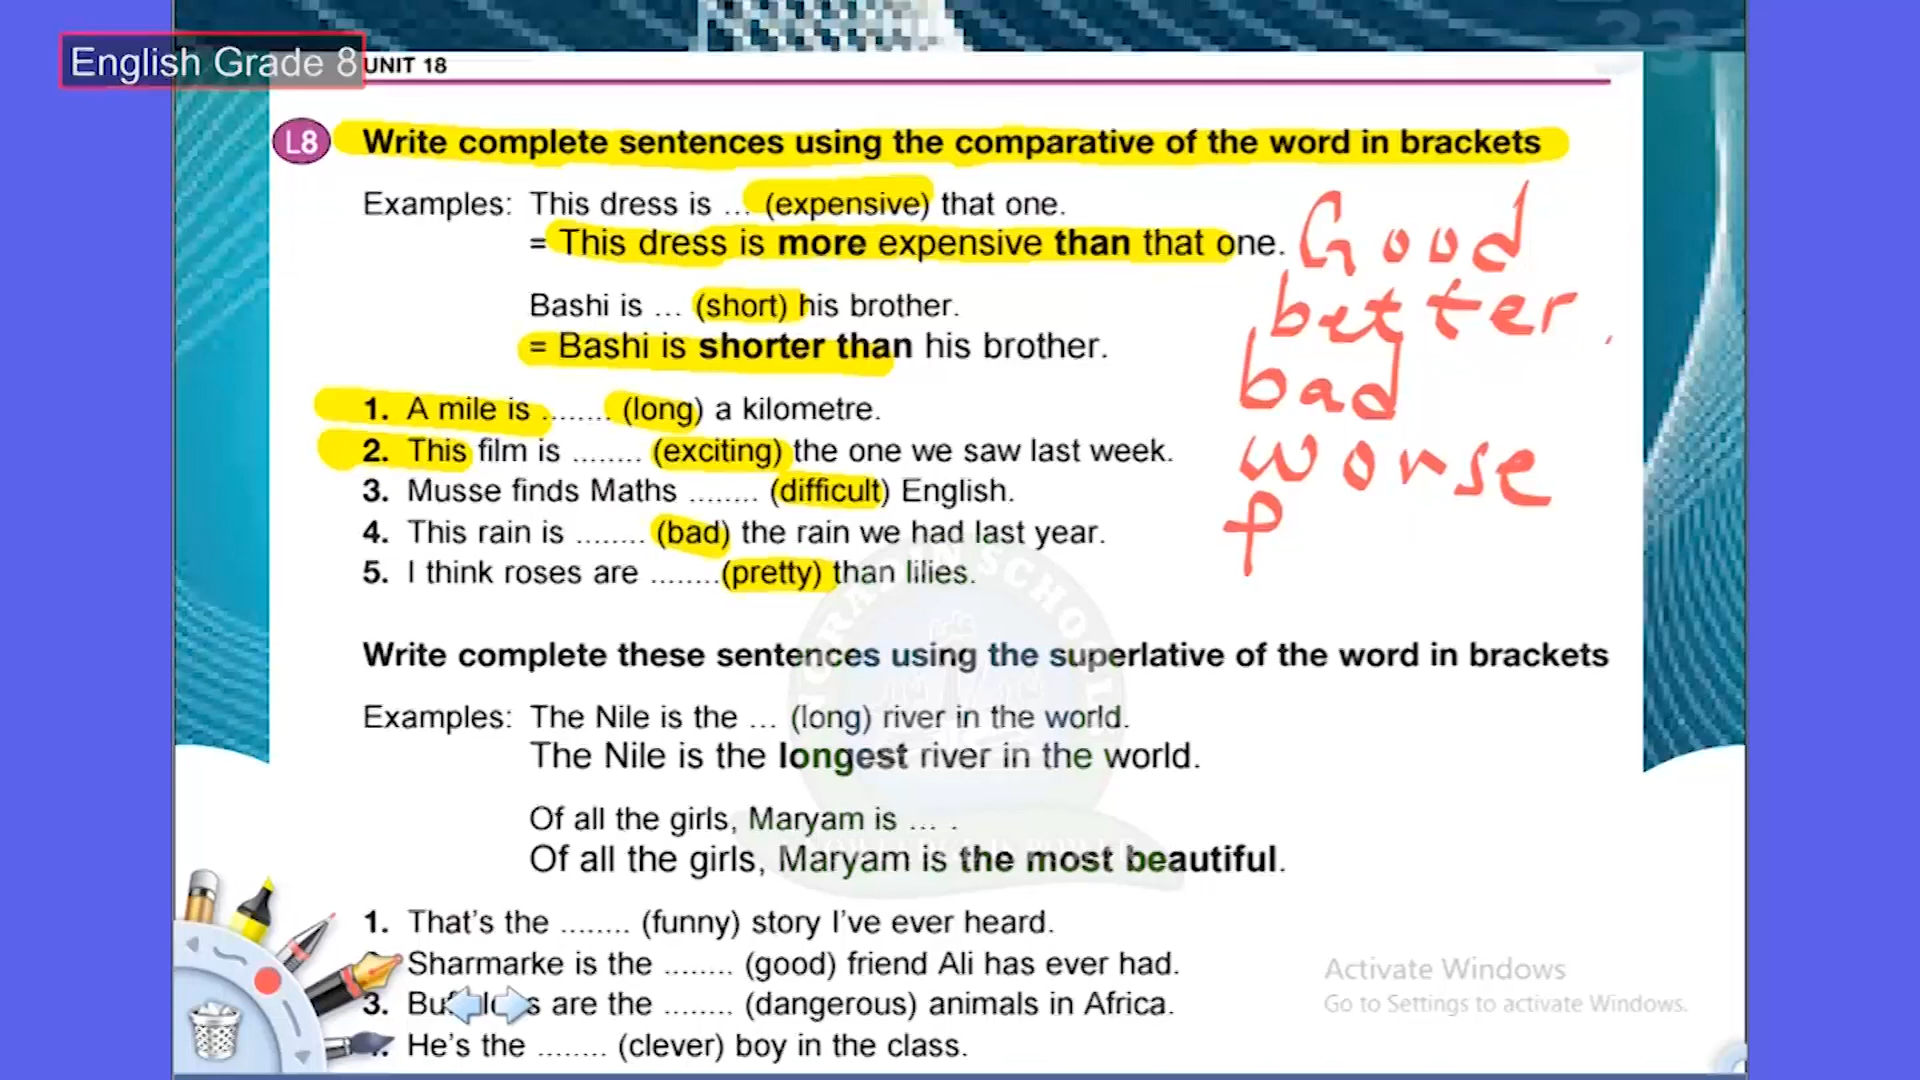 English Grade 8
UNIT 18
L8 Write complete sentences using the comparative of the word in brackets
Examples: This dress is ... (expensive) that one.
= This dress is more expensive than that one.
Good
better
Bashi is ... (short) his brother.
= Bashi is shorter than his brother.
bad
1. A mile is ........ (long) a kilometre.
2. This film is ........ (exciting) the one we saw last week.
worse
3. Musse finds Maths ........ (difficult) English.
4. This rain is ........ (bad) the rain we had last year.
P
5. I think roses are ........(pretty) than lilies.
Write complete these sentences using the superlative of the word in brackets
Examples: The Nile is the ... (long) river in the world.
The Nile is the longest river in the world.
Of all the girls, Maryam is ... .
Of all the girls, Maryam is the most beautiful.
1. That's the ........ (funny) story I've ever heard.
Sharmarke is the ........ (good) friend Ali has ever had.
3. are the ........ (dangerous) animals in Africa.
He's the ........ (clever) boy in the class.
Activate Windows
Go to Settings to activate Windows.